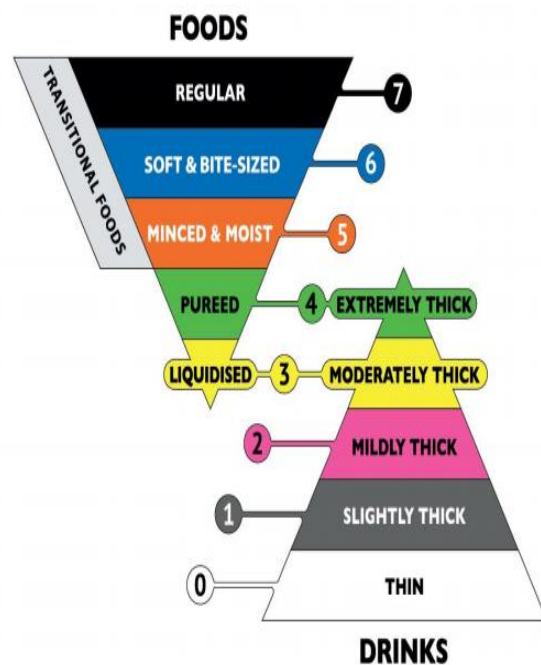 FOODS
TRANSITIONAL FOODS
REGULAR
7
SOFT & BITE-SIZED
6
MINCED & MOIST
5
PUREED
4
EXTREMELY THICK
LIQUIDISED
3
MODERATELY THICK
2
MILDLY THICK
1
SLIGHTLY THICK
0
THIN
DRINKS